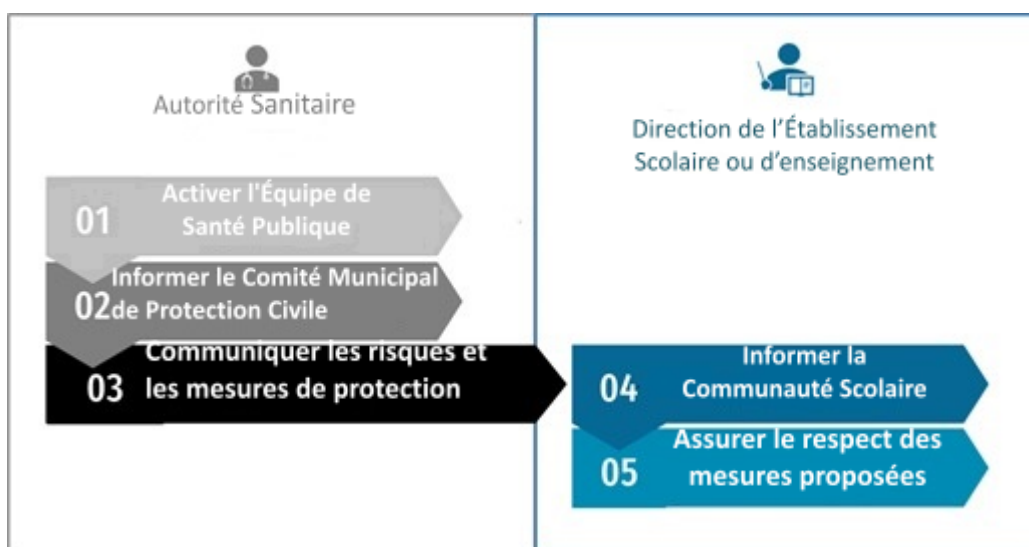 Autorité Sanitaire
01
Activer l'Équipe de
Santé Publique
02
Informer le Comité Municipal
de Protection Civile
03
Communiquer les risques et
les mesures de protection
Direction de l’Établissement
Scolaire ou d’enseignement
04
Informer la
Communauté Scolaire
05
Assurer le respect des
mesures proposées